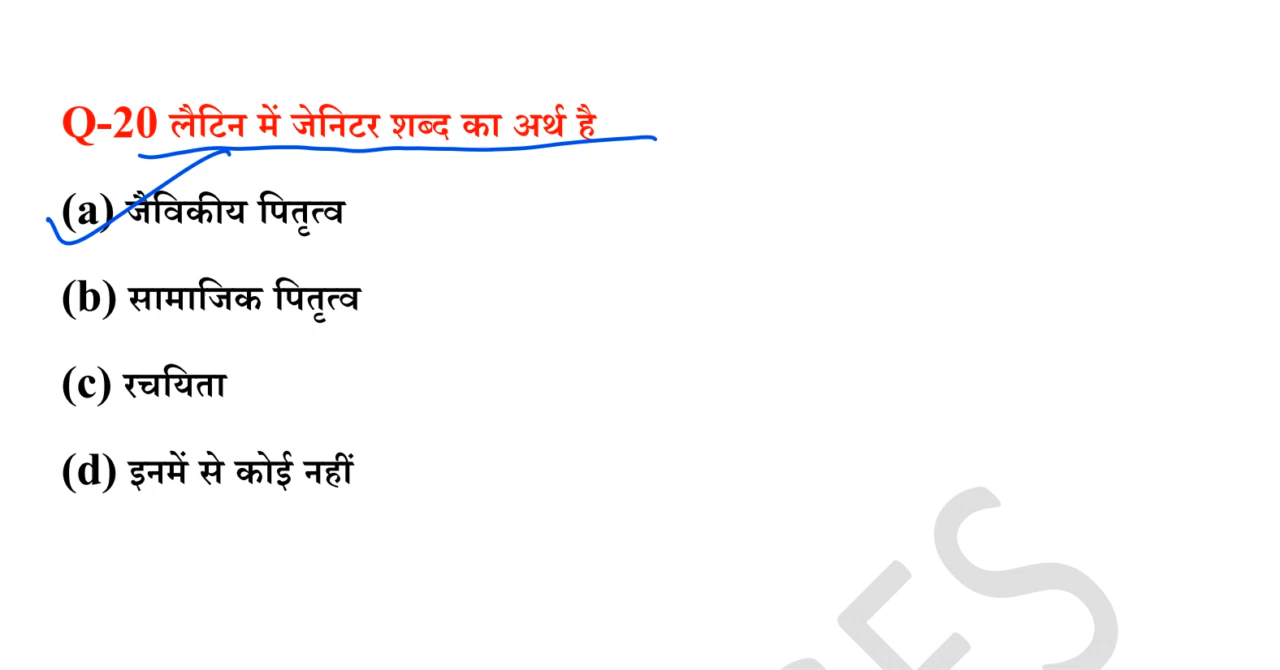 Q-20 लैटिन में जेनिटर शब्द का अर्थ है
(a) जैविकीय पितृत्व
(b) सामाजिक पितृत्व
(c) रचयिता
(d) इनमें से कोई नहीं